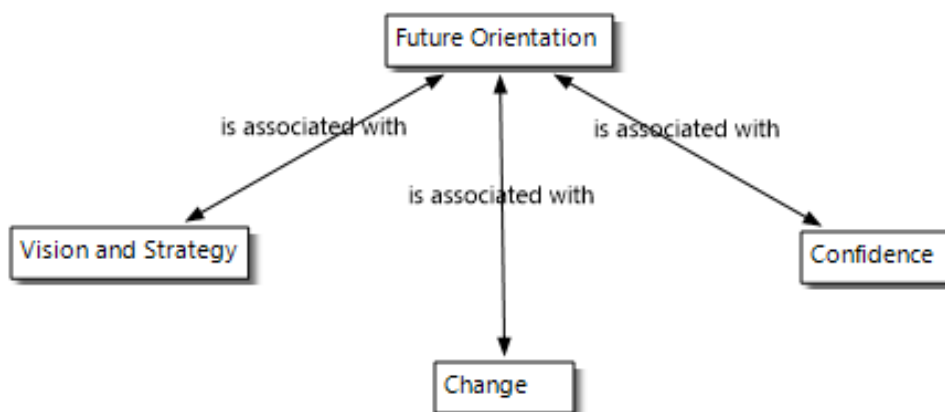 Future Orientation
is associated with
is associated with
is associated with
Vision and Strategy
Confidence
Change